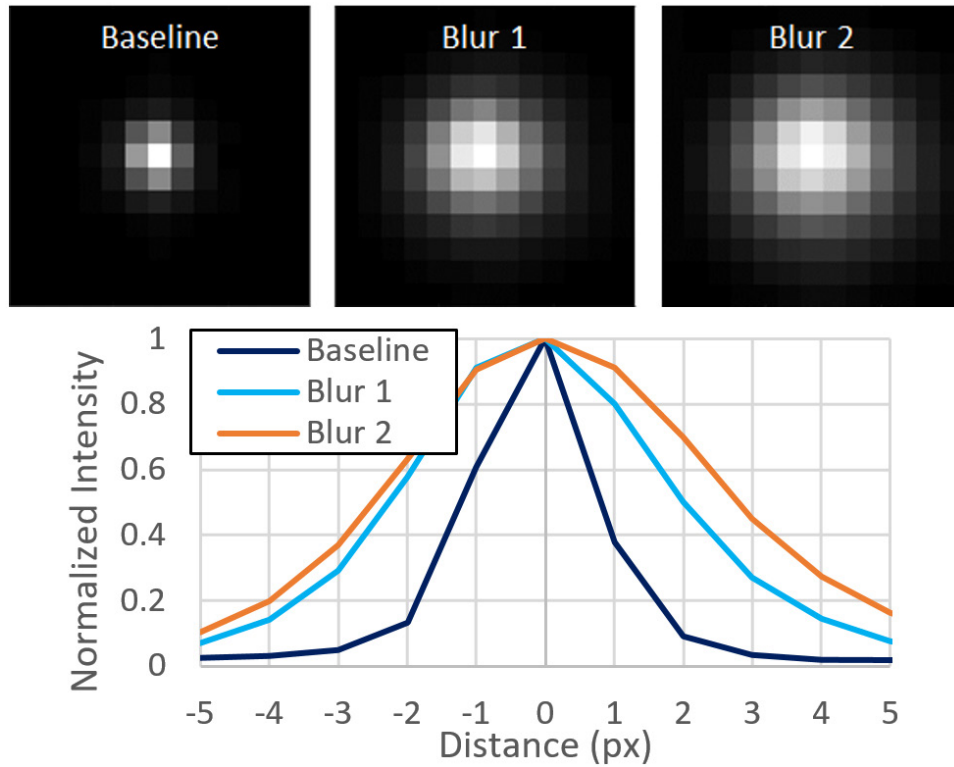 Baseline
Blur 1
Blur 2
Normalized Intensity
1
0.8
0.6
0.4
0.2
0
Baseline
Blur 1
Blur 2
-5 -4 -3 -2 -1 0 1 2 3 4 5
Distance (px)